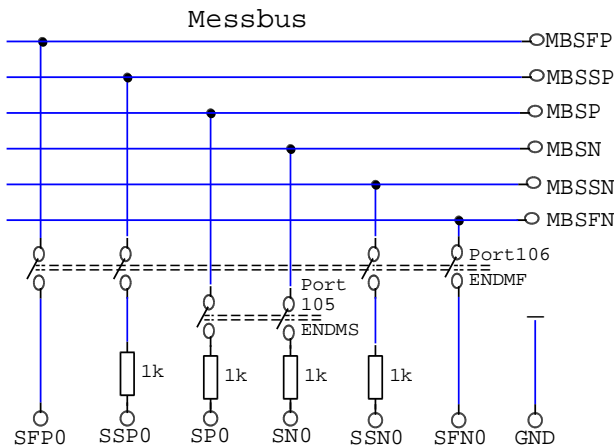 Messbus
MBSFP
MBSSP
MBSP
MBSN
MBSSN
MBSFN
Port106
ENDMF
Port
105
ENDMS
1k
1k
1k
1k
SFP0
SSP0
SP0
SN0
SSN0
SFN0
GND